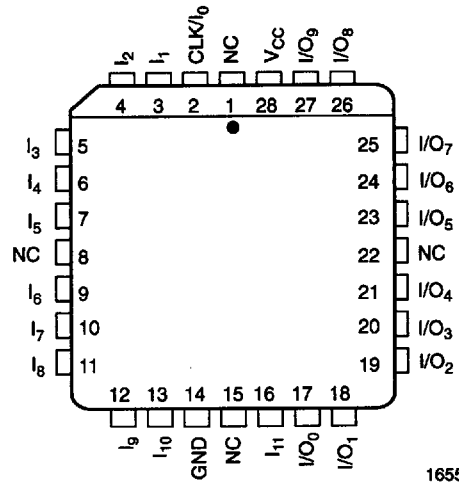 I2 I1 CLK/I0 NC VCC I/O9 I/O8
4 3 2 1 28 27 26
I3 5 25 I/O7
I4 6 24 I/O6
I5 7 23 I/O5
NC 8 22 NC
I6 9 21 I/O4
I7 10 20 I/O3
I8 11 19 I/O2
12 13 14 15 16 17 18
I9 I10 GND NC I11 I/O0 I/O1
1655